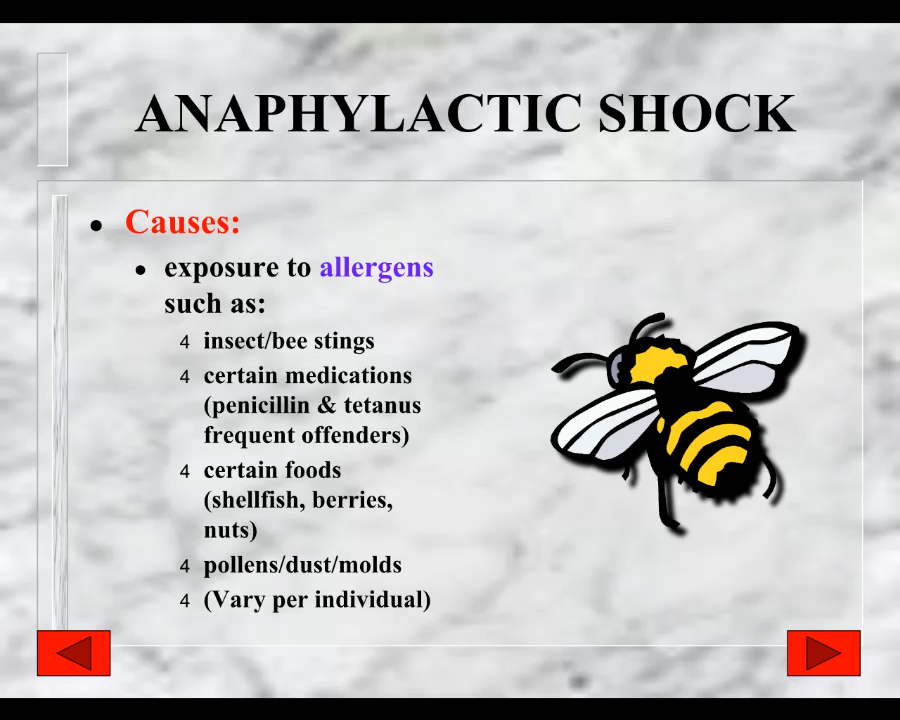 ANAPHYLACTIC SHOCK
● Causes:
● exposure to allergens
such as:
4 insect/bee stings
4 certain medications
(penicillin & tetanus
frequent offenders)
4 certain foods
(shellfish, berries,
nuts)
4 pollens/dust/molds
4 (Vary per individual)